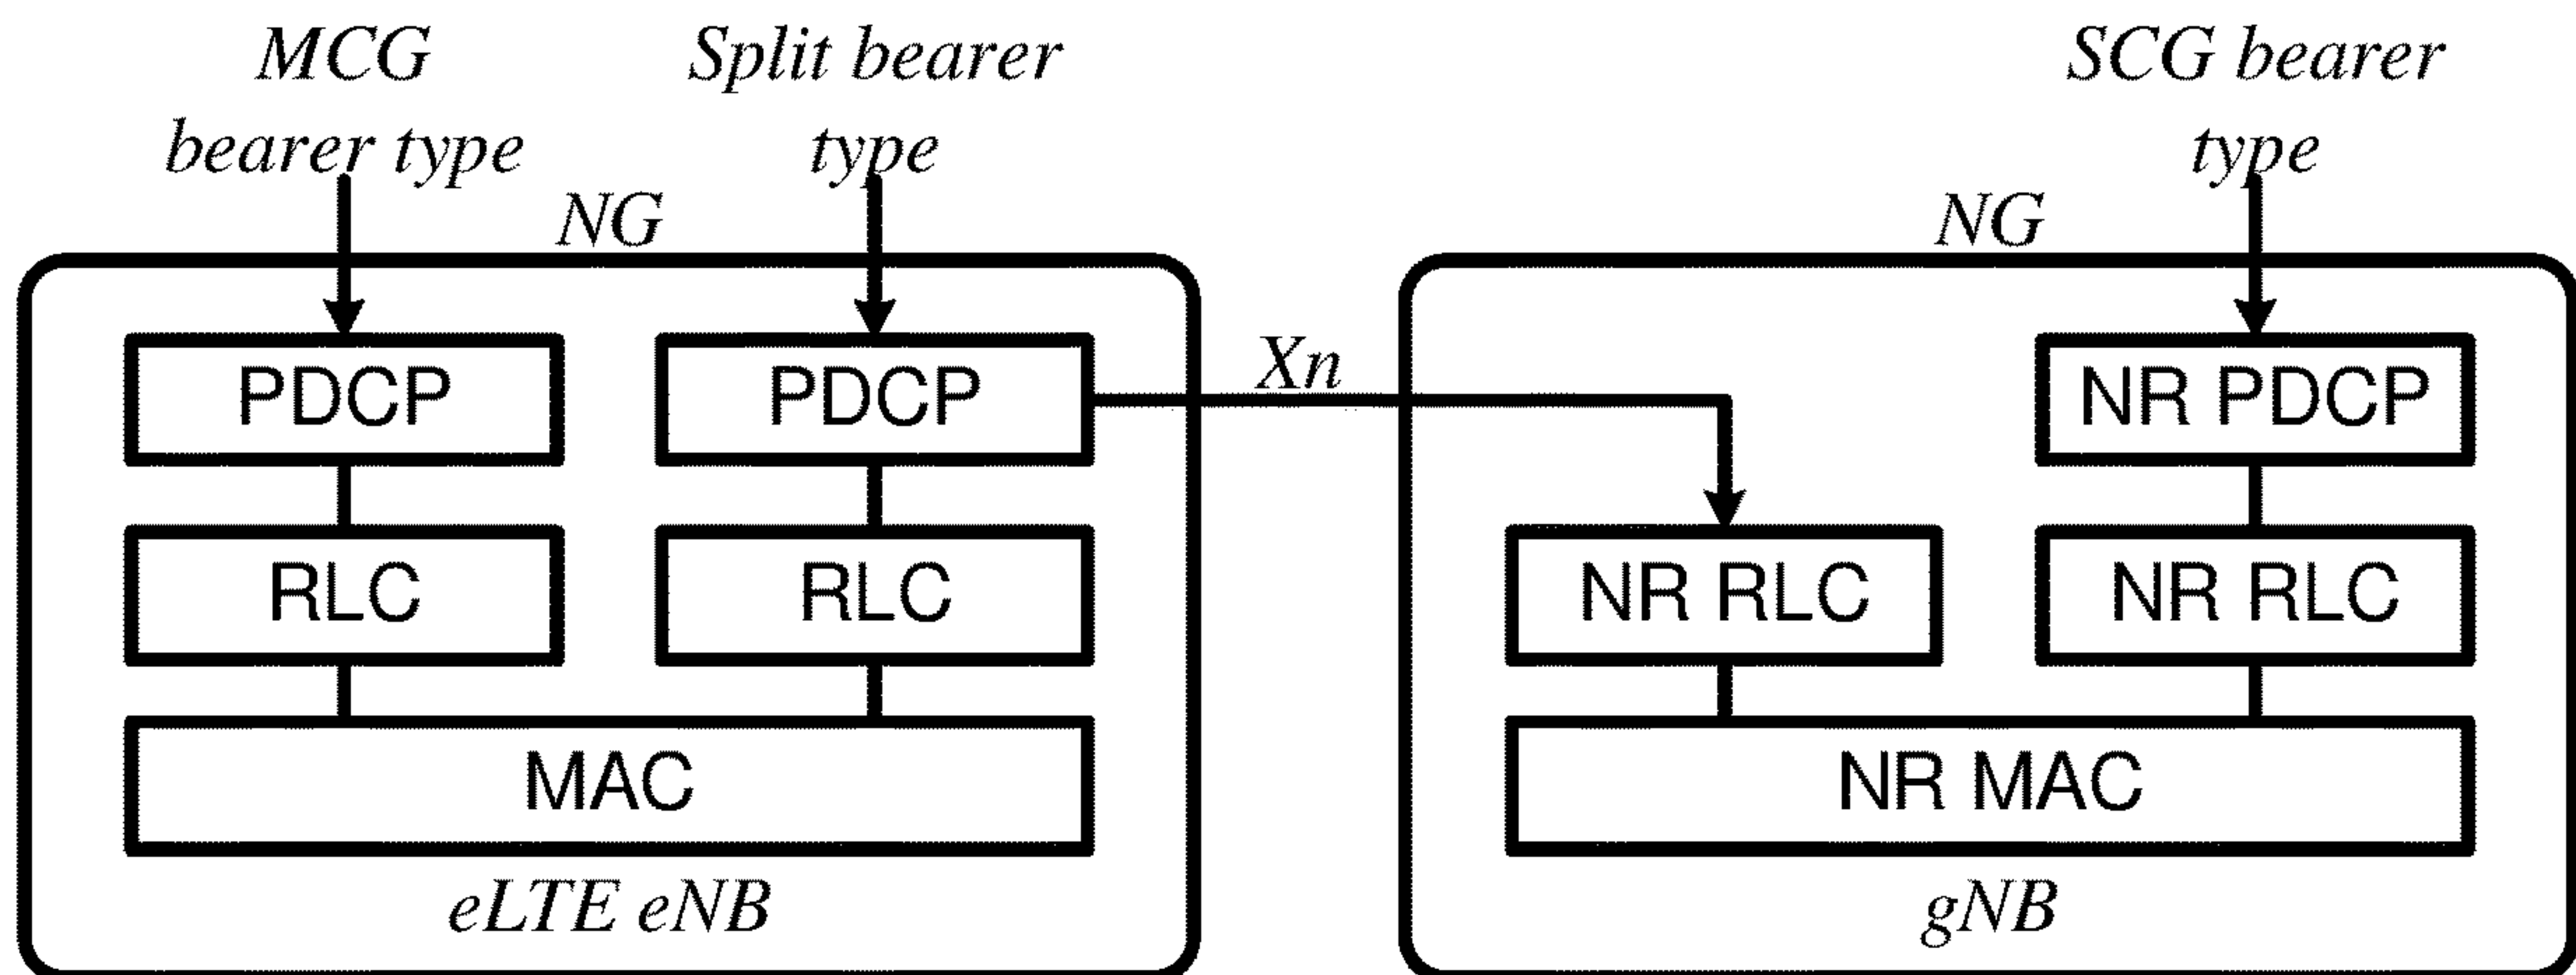 MCG
bearer type
Split bearer
type
SCG bearer
type
NG
NG
PDCP
PDCP
Xn
NR PDCP
RLC
RLC
NR RLC
NR RLC
MAC
NR MAC
eLTE eNB
gNB